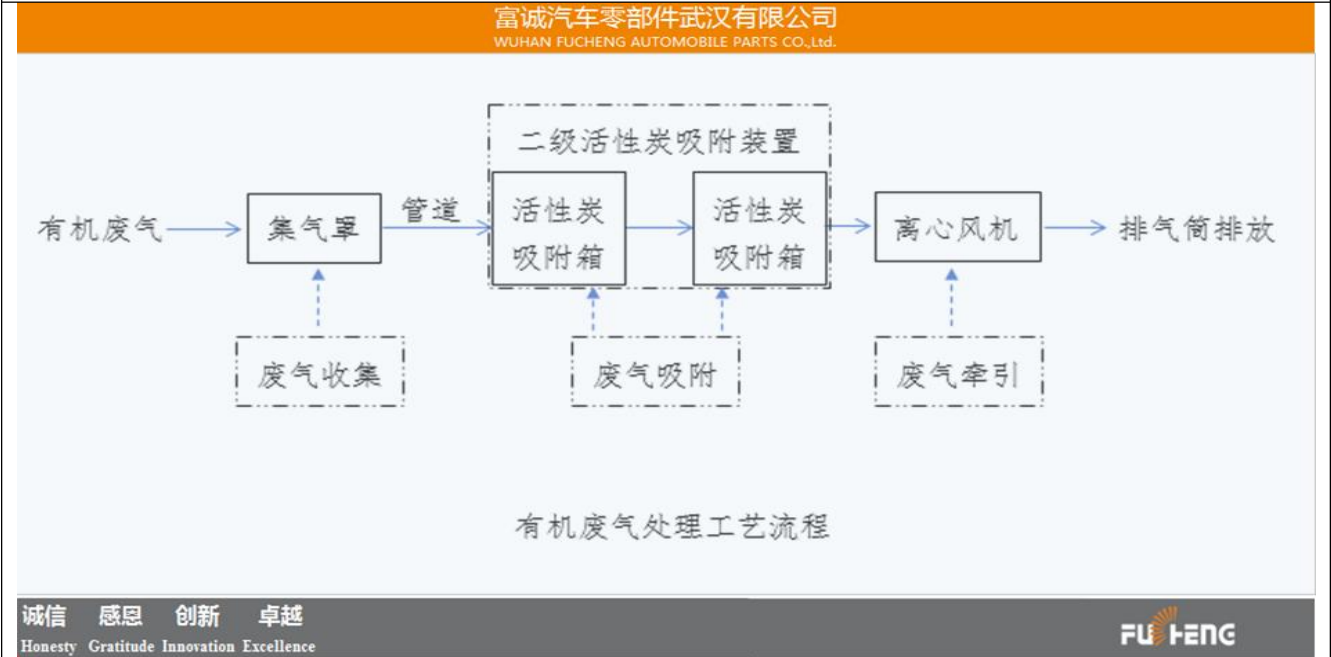 富诚汽车零部件武汉有限公司
WUHAN FUCHENG AUTOMOBILE PARTS CO.,Ltd.
二级活性炭吸附装置
有机废气
集气罩
管道
活性炭
吸附箱
活性炭
吸附箱
离心风机
排气筒排放
废气收集
废气吸附
废气牵引
有机废气处理工艺流程
诚信 感恩 创新 卓越
Honesty Gratitude Innovation Excellence
FUCHENG